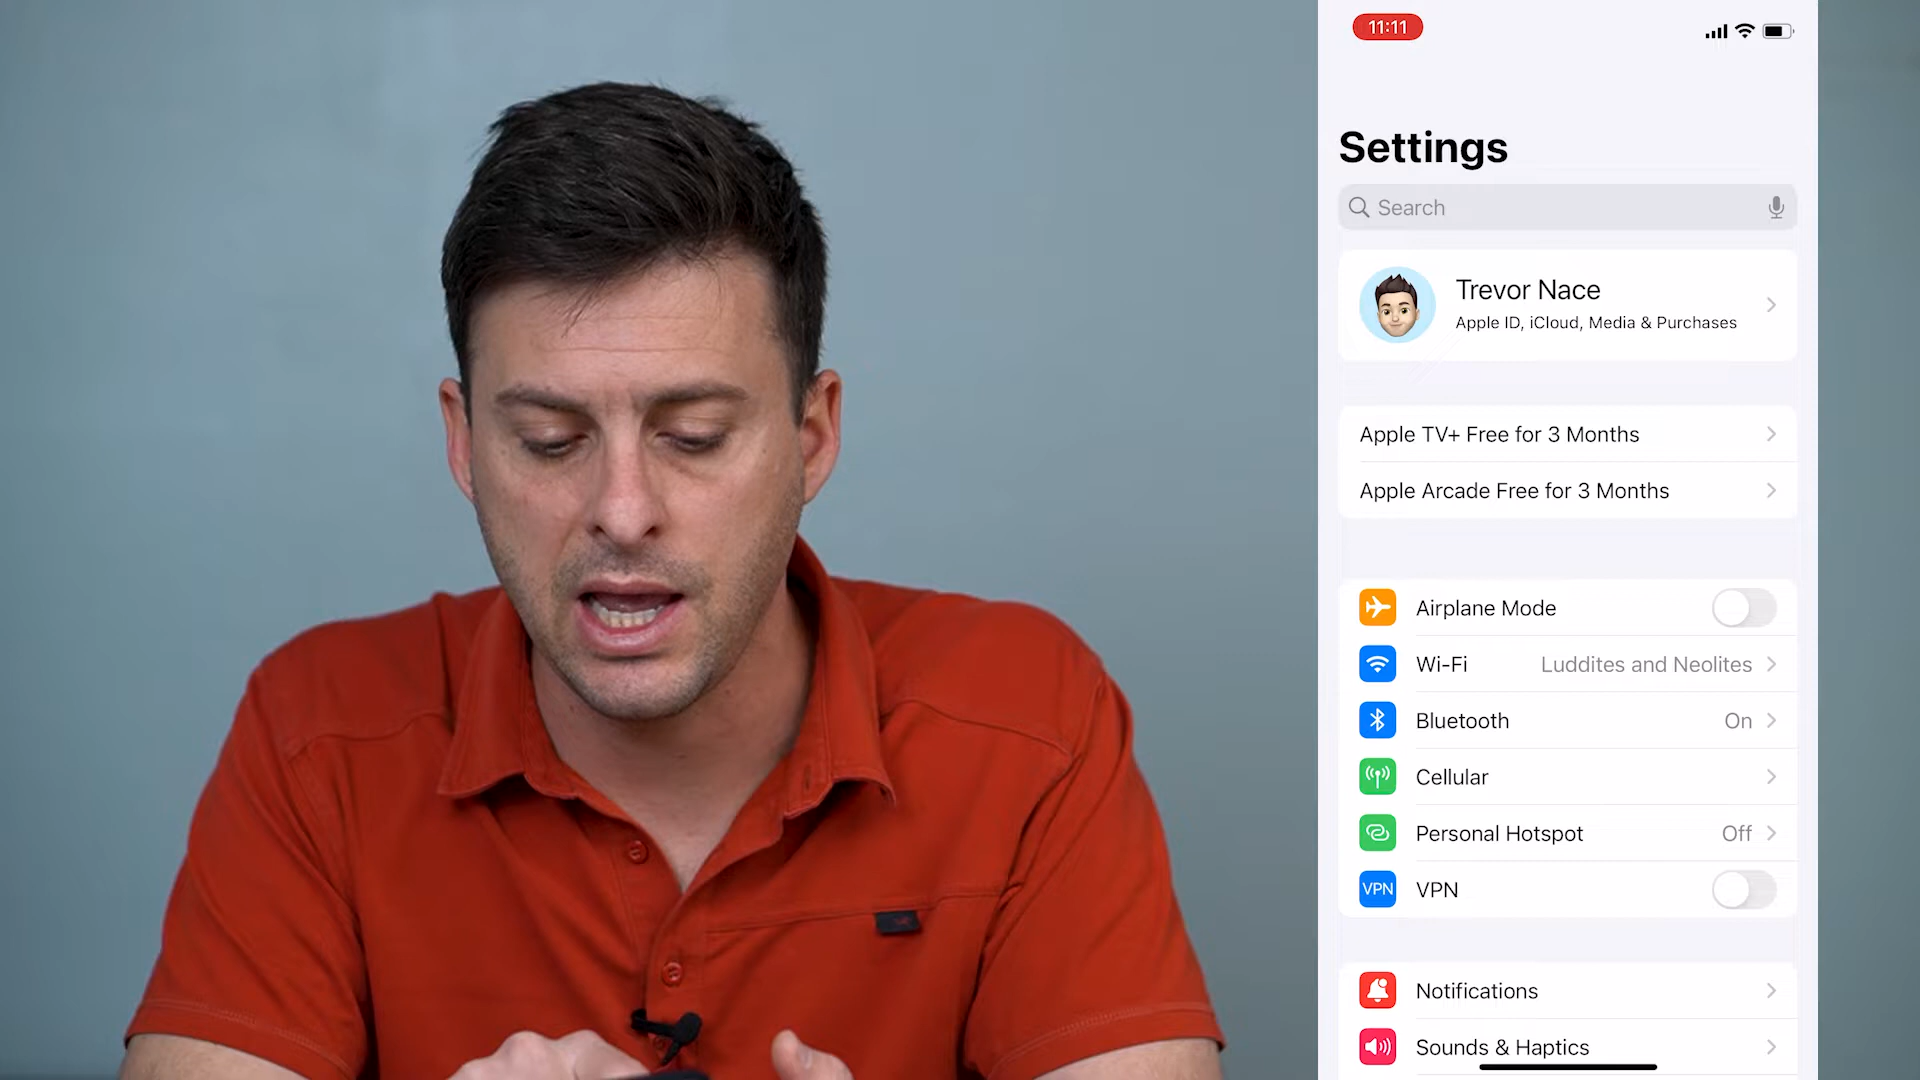 11:11
Settings
Search
Trevor Nace
Apple ID, iCloud, Media & Purchases
Apple TV+ Free for 3 Months
Apple Arcade Free for 3 Months
Airplane Mode
Wi-Fi Luddites and Neolites
Bluetooth On
Cellular
Personal Hotspot Off
VPN VPN
Notifications
Sounds & Haptics